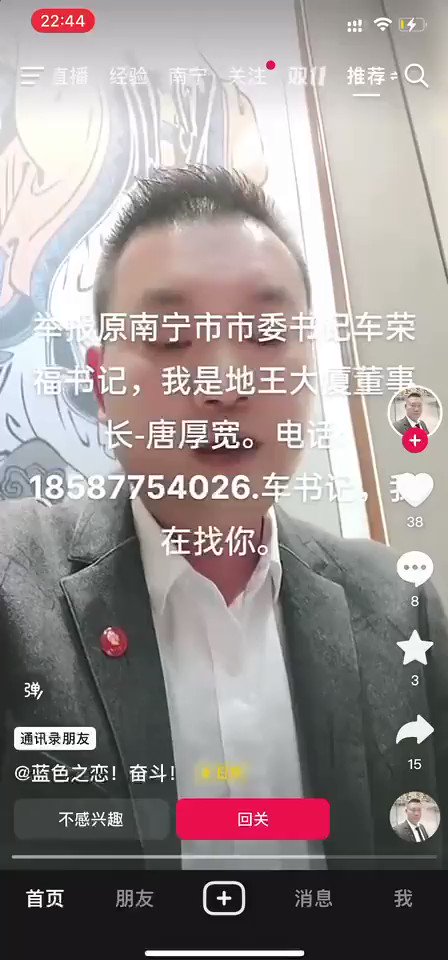 22:44
直播 经验 南宁 关注 推荐
举报原南宁市市委书记车荣
福书记，我是地王大厦董事
长-唐厚宽。电话:
18587754026.车书记，我
在找你。
38
8
3
15
弹
通讯录朋友
@蓝色之恋！奋斗！
不感兴趣 回关
首页 朋友 消息 我